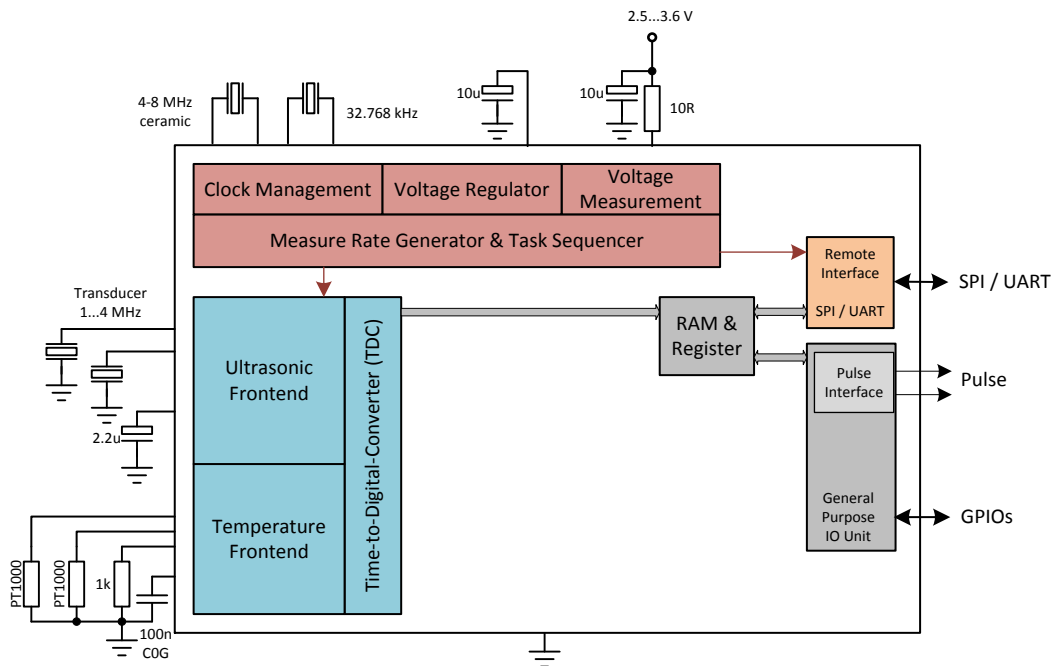 2.5...3.6 V
4-8 MHz
ceramic
32.768 kHz
10u
10u
10R
Clock Management
Voltage Regulator
Voltage
Measurement
Measure Rate Generator & Task Sequencer
Remote
Interface
SPI / UART
SPI / UART
Transducer
1...4 MHz
Ultrasonic
Frontend
Time-to-Digital-Converter (TDC)
RAM &
Register
Pulse
Interface
Pulse
2.2u
Temperature
Frontend
General
Purpose
IO Unit
GPIOs
PT1000
PT1000
1k
100n
C0G